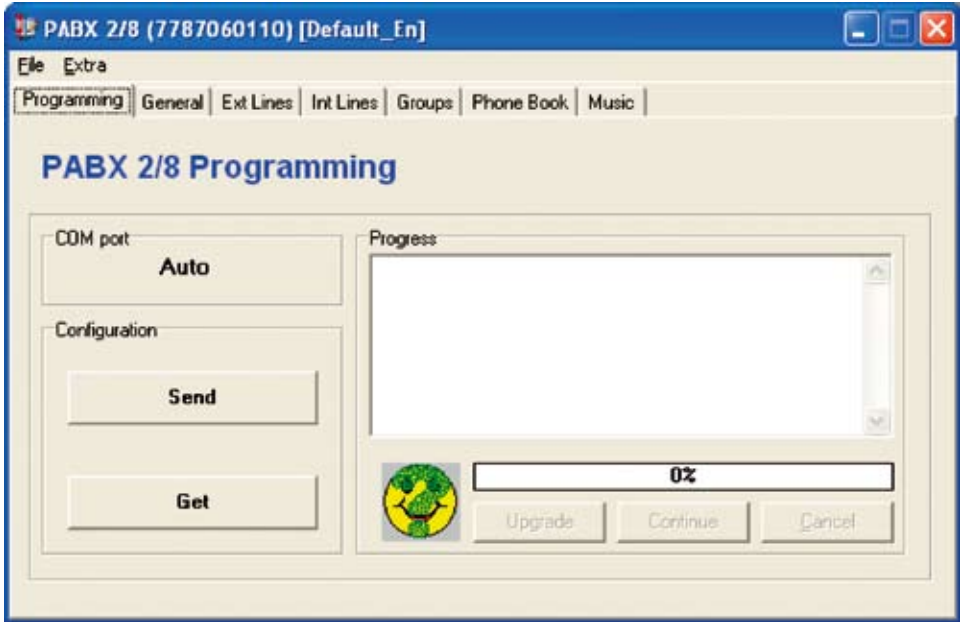 PABX 2/8 (7787060110) [Default_En]
File Extra
Programming General Ext Lines Int Lines Groups Phone Book Music
PABX 2/8 Programming
COM port
Auto
Configuration
Send
Get
Progress
0%
Upgrade Continue Cancel